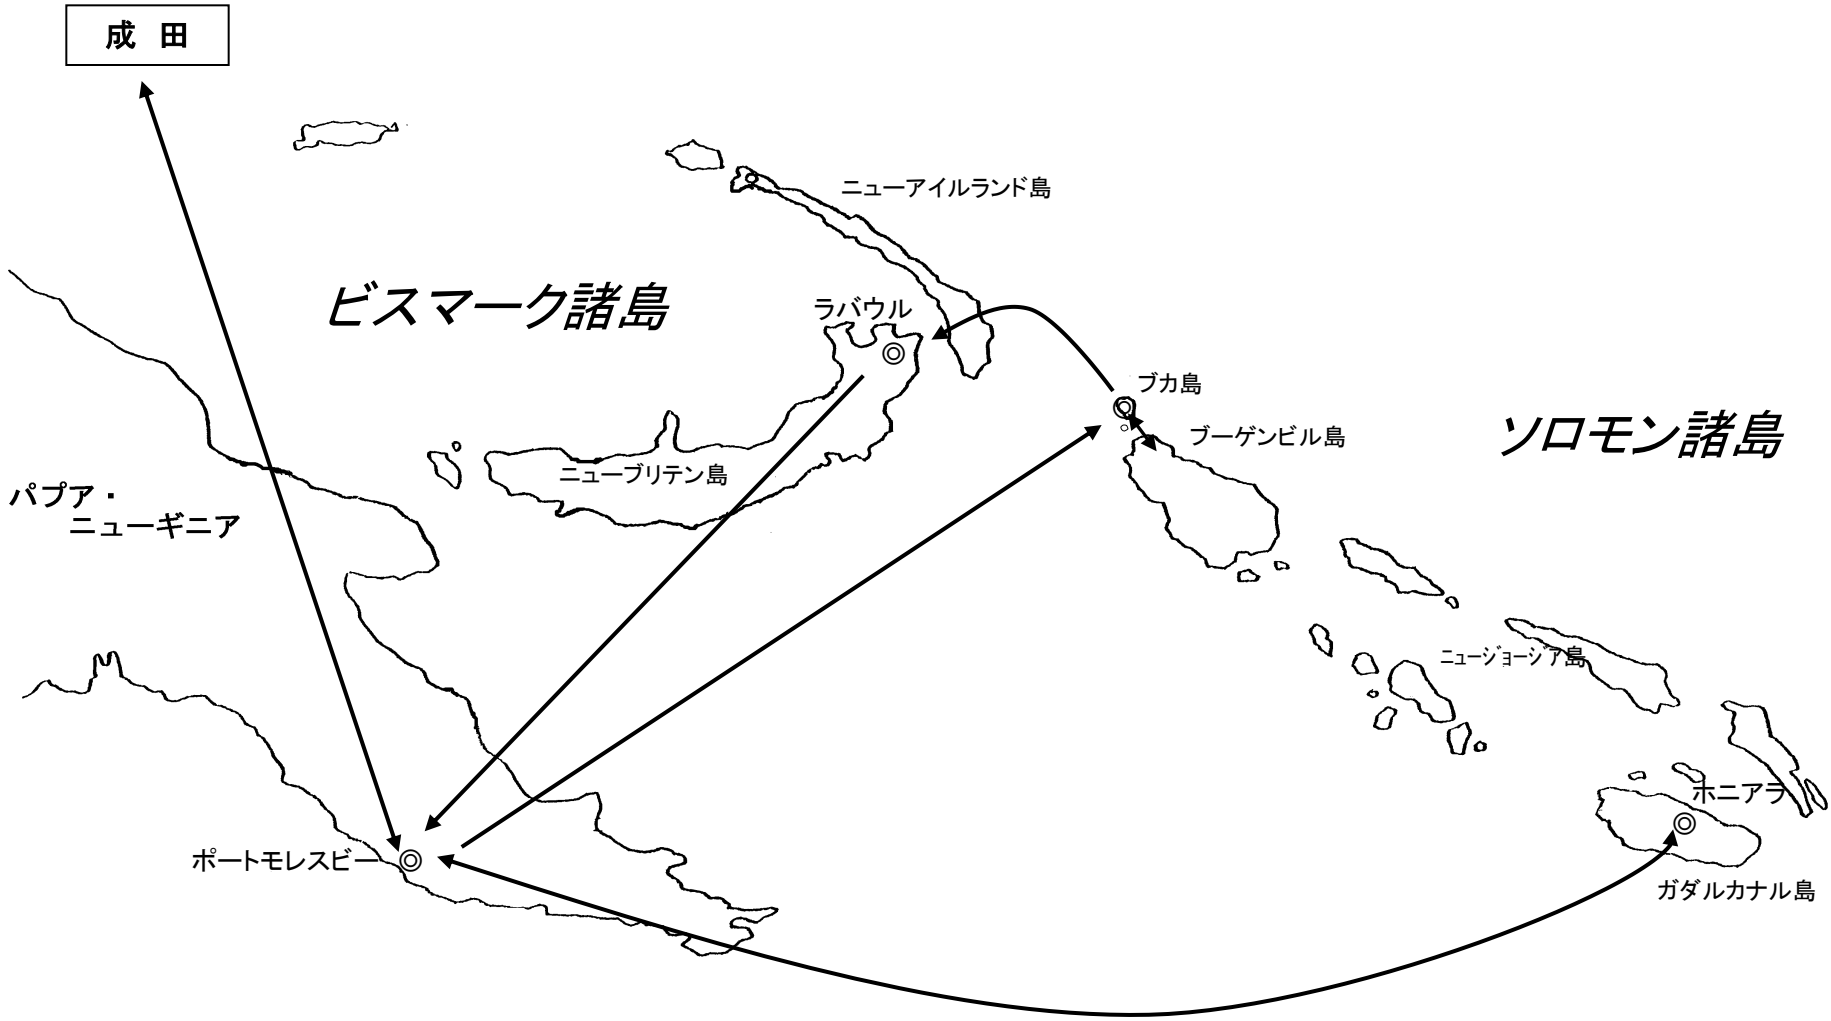 成 田
ニューアイルランド島
ビスマーク諸島
ラバウル
ブカ島
ブーゲンビル島
ソロモン諸島
ニューブリテン島
パプア・
ニューギニア
ニュージョージア島
ホニアラ
ポートモレスビー
ガダルカナル島